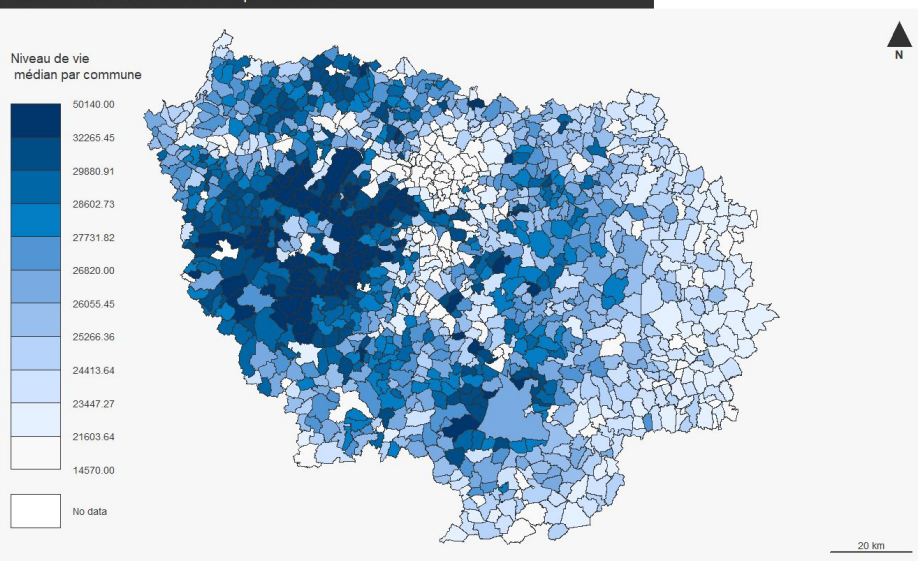 Niveau de vie
médian par commune
50140.00
32265.45
29880.91
28602.73
27731.82
26820.00
26055.45
25266.36
24413.64
23447.27
21603.64
14570.00
No data
N
20 km